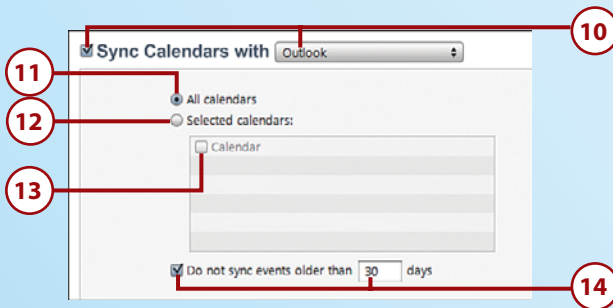 10
Sync Calendars with Outlook
11
All calendars
12
Selected calendars:
Calendar
13
Do not sync events older than 30 days
14